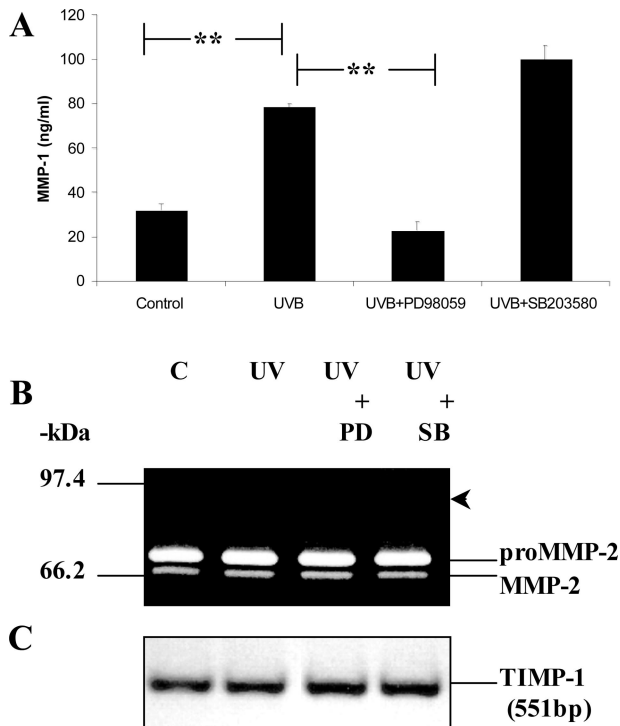 A
MMP-1 (ng/ml)
120
100
80
60
40
20
0
**
**
Control UVB UVB+PD98059 UVB+SB203580
B
C UV UV UV
+ +
-kDa PD SB
97.4
proMMP-2
66.2
MMP-2
C
TIMP-1
(551bp)